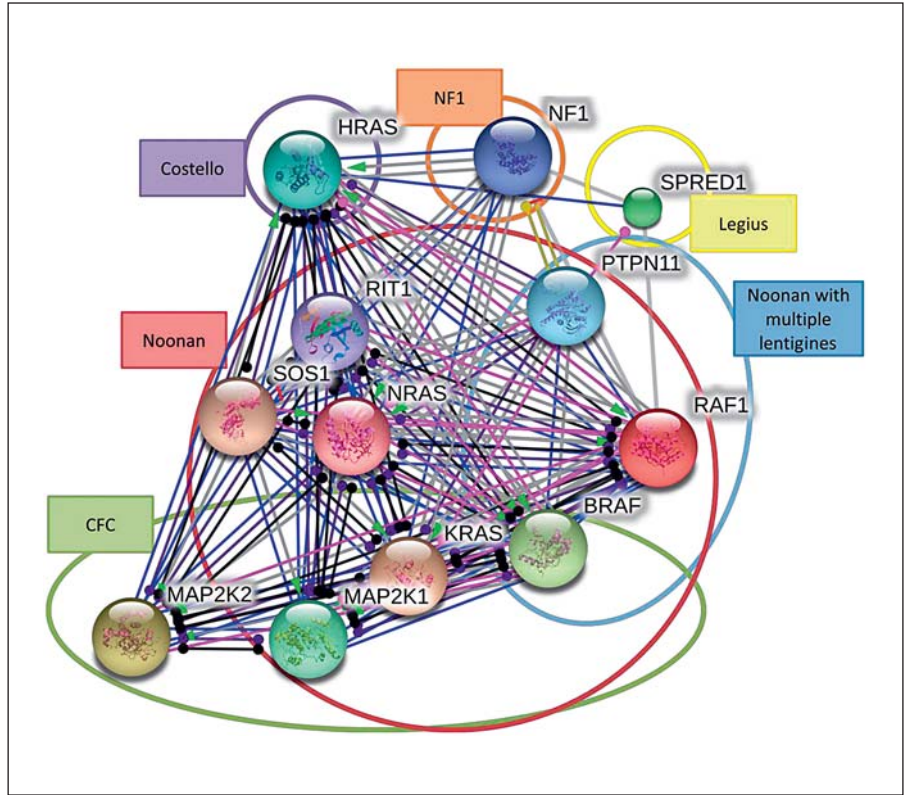 NF1
NF1
HRAS
Costello
SPRED1
Legius
PTPN11
RIT1
Noonan with
multiple
lentigines
Noonan
SOS1
NRAS
RAF1
BRAF
CFC
KRAS
MAP2K2
MAP2K1